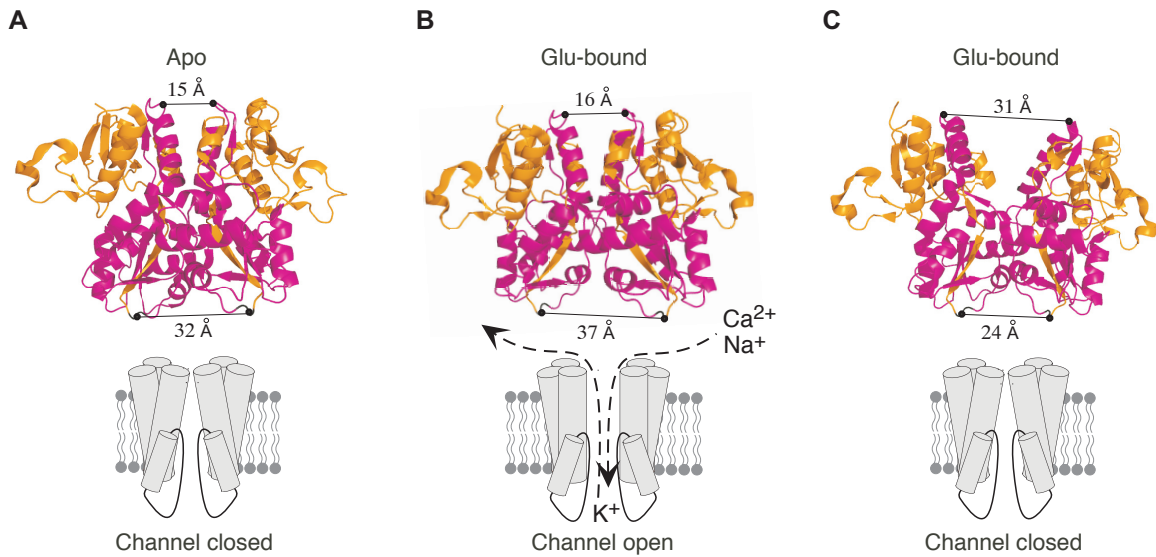 A
Apo
15 Å
32 Å
Channel closed
B
Glu-bound
16 Å
37 Å
Ca²⁺
Na⁺
K⁺
Channel open
C
Glu-bound
31 Å
24 Å
Channel closed